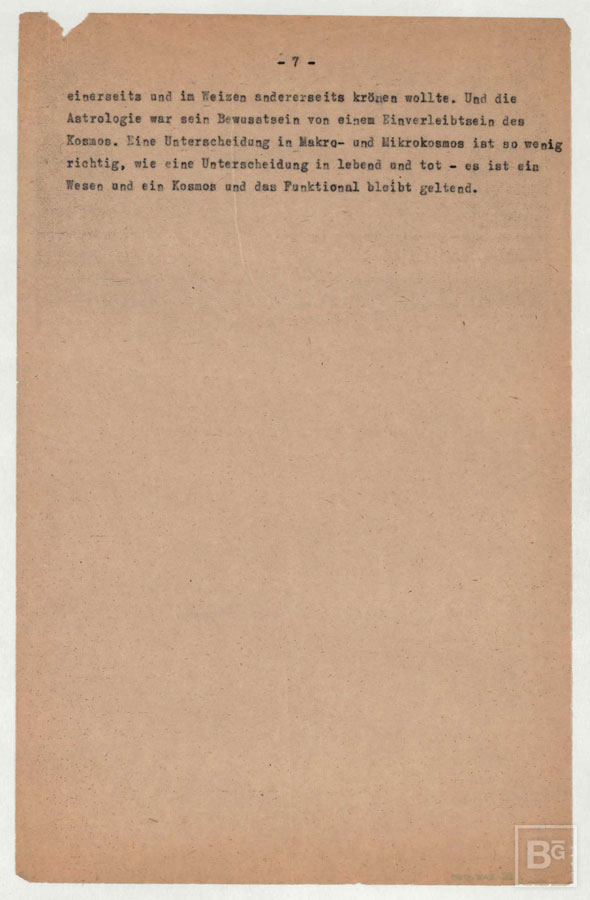 - 7 -
einerseits und im Weizen andererseits krönen wollte. Und die
Astrologie war sein Bewusstsein von einem Einverleibtsein des
Kosmos. Eine Unterscheidung in Makro- und Mikrokosmos ist so wenig
richtig, wie eine Unterscheidung in lebend und tot - es ist ein
Wesen und ein Kosmos und das Funktional bleibt geltend.
BG